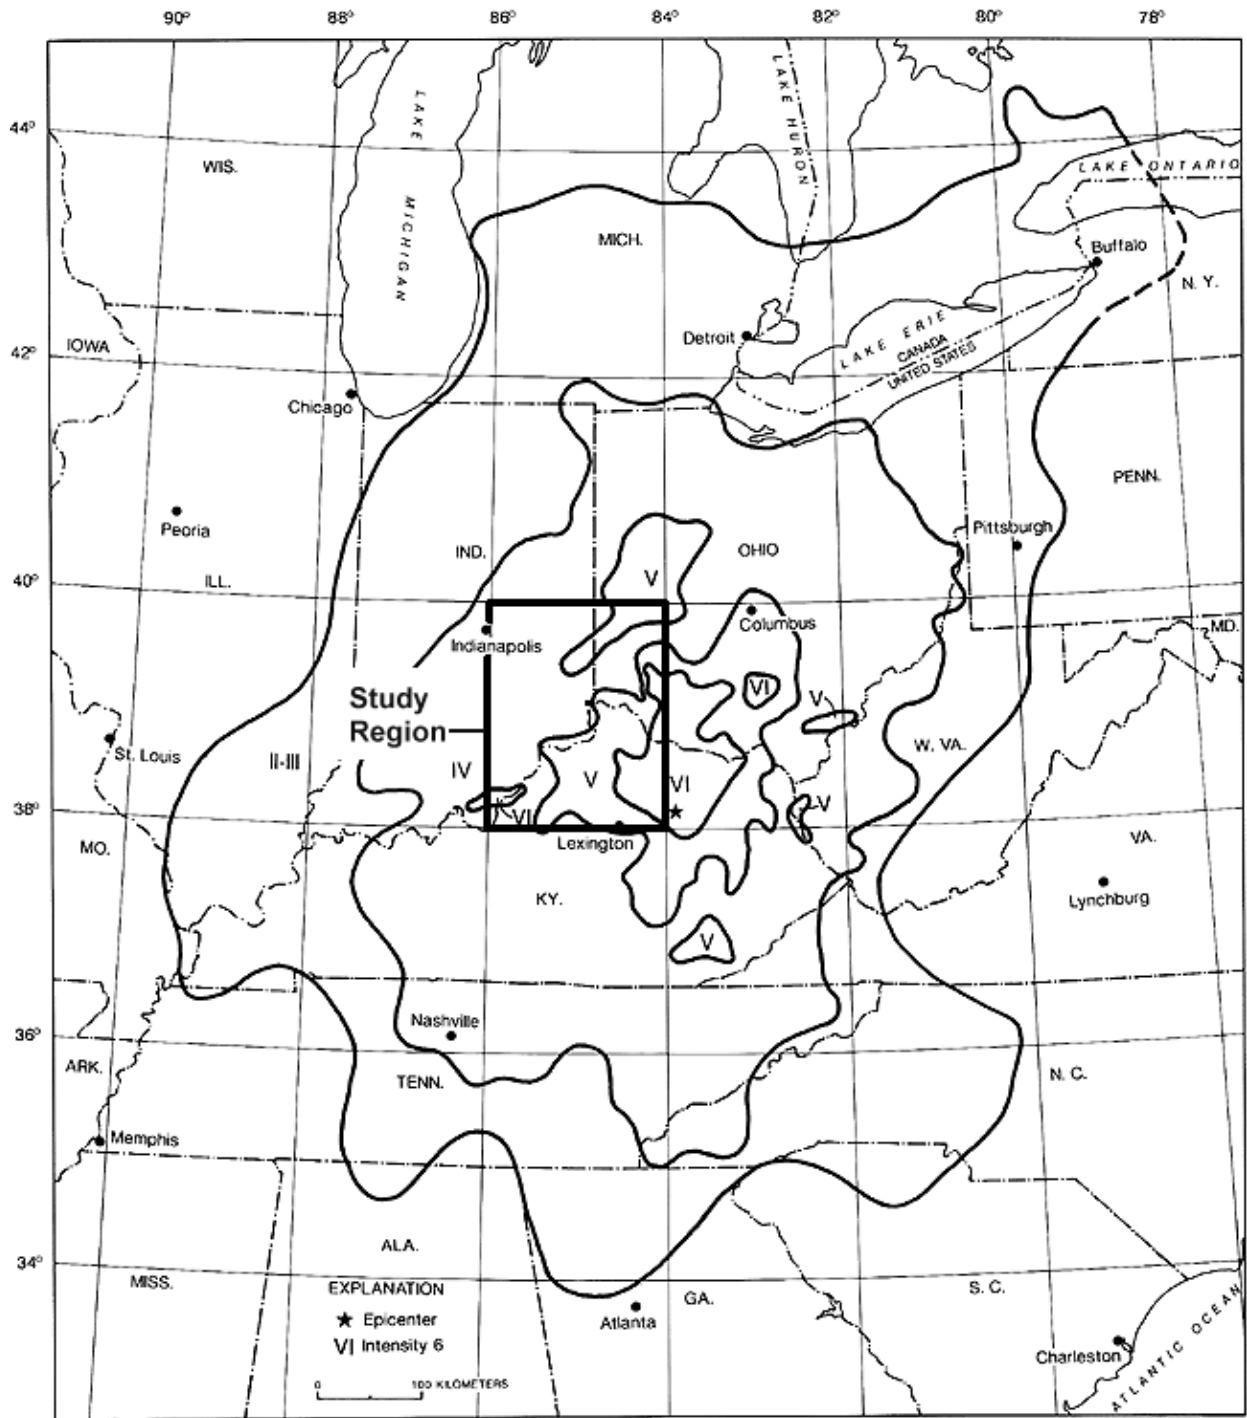 90° 88° 86° 84° 82° 80° 78°
44°
WIS.
LAKE
MICHIGAN
LAKE HURON
LAKE ONTARIO
MICH.
Buffalo
N. Y.
Detroit
LAKE ERIE
CANADA
UNITED STATES
42°
IOWA
Chicago
PENN.
Peoria
Pittsburgh
IND.
OHIO
ILL.
V
40°
Columbus
MD.
Indianapolis
VI
V
Study
Region
W. VA.
St. Louis
II-III
IV
V
VI
V
38°
VI
Lexington
MO.
VA.
KY.
Lynchburg
V
Nashville
36°
ARK.
TENN.
N. C.
Memphis
ALA.
34°
MISS.
EXPLANATION
GA.
S. C.
★ Epicenter
VI Intensity 6
Atlanta
Charleston
ATLANTIC OCEAN
0 100 KILOMETERS